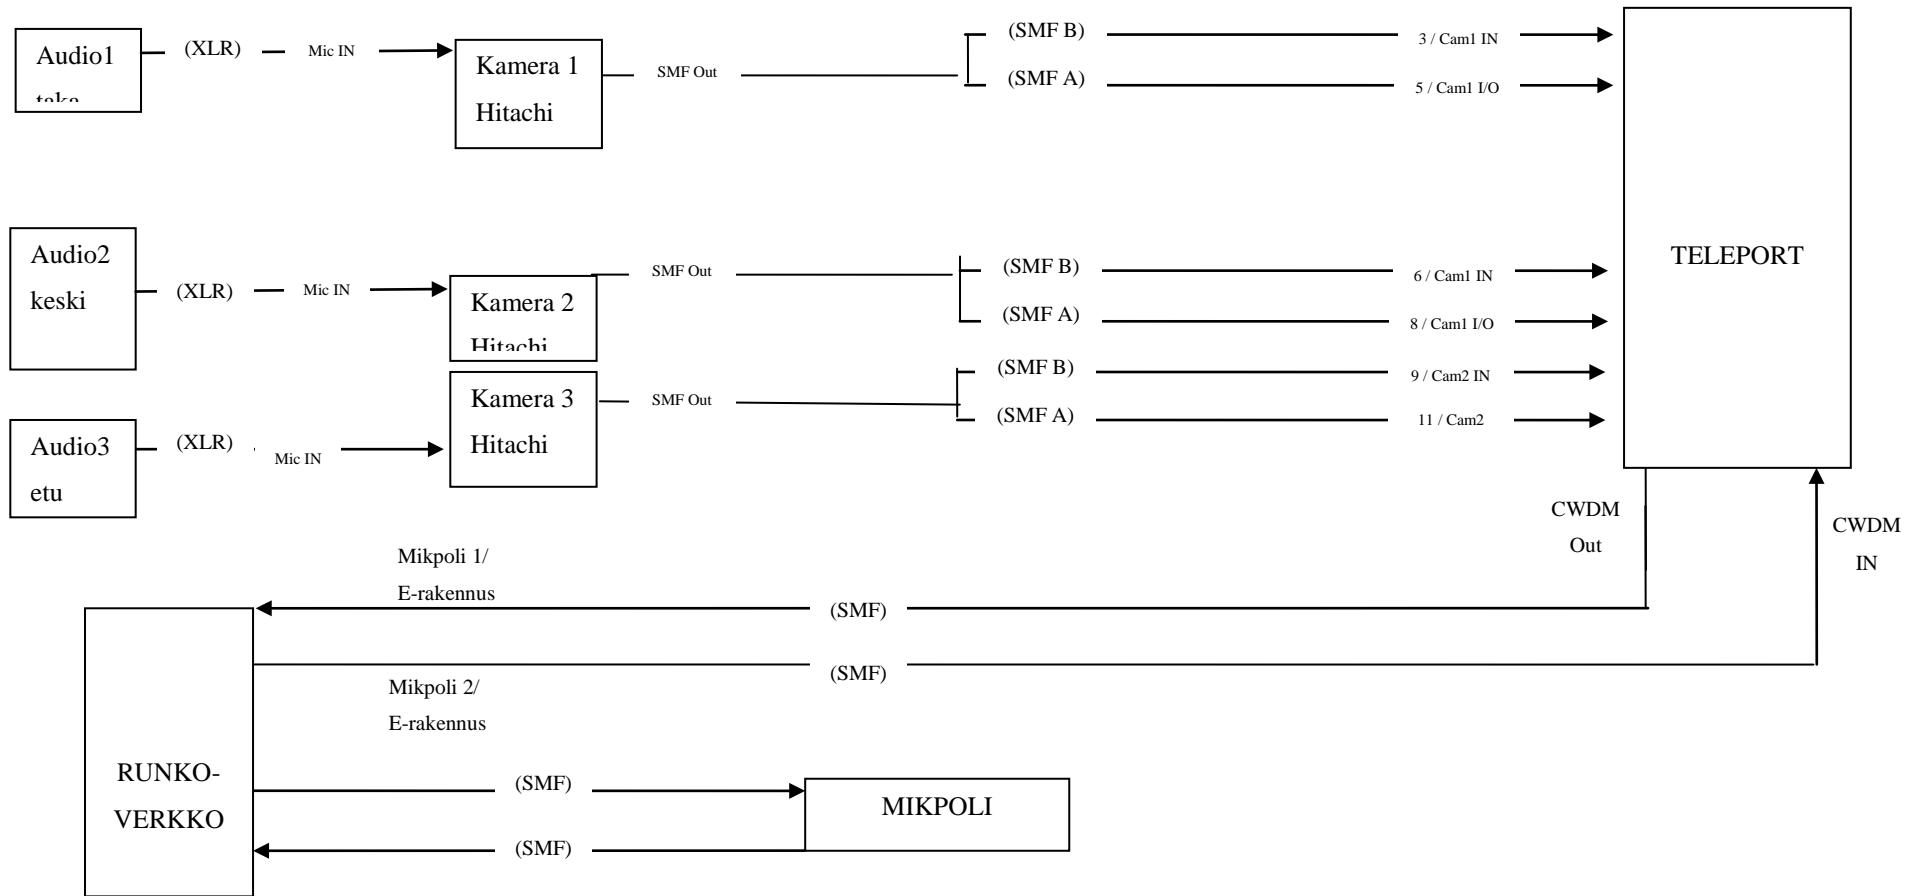 Audio1
taka
(XLR)
Mic IN
Kamera 1
Hitachi
SMF Out
(SMF B)
3 / Cam1 IN
(SMF A)
5 / Cam1 I/O
TELEPORT
Audio2
keski
(XLR)
Mic IN
Kamera 2
Hitachi
SMF Out
(SMF B)
6 / Cam1 IN
(SMF A)
8 / Cam1 I/O
Audio3
etu
(XLR)
Mic IN
Kamera 3
Hitachi
SMF Out
(SMF B)
9 / Cam2 IN
(SMF A)
11 / Cam2
CWDM
Out
CWDM
IN
Mikpoli 1/
E-rakennus
(SMF)
(SMF)
Mikpoli 2/
E-rakennus
RUNKO-
VERKKO
(SMF)
MIKPOLI
(SMF)